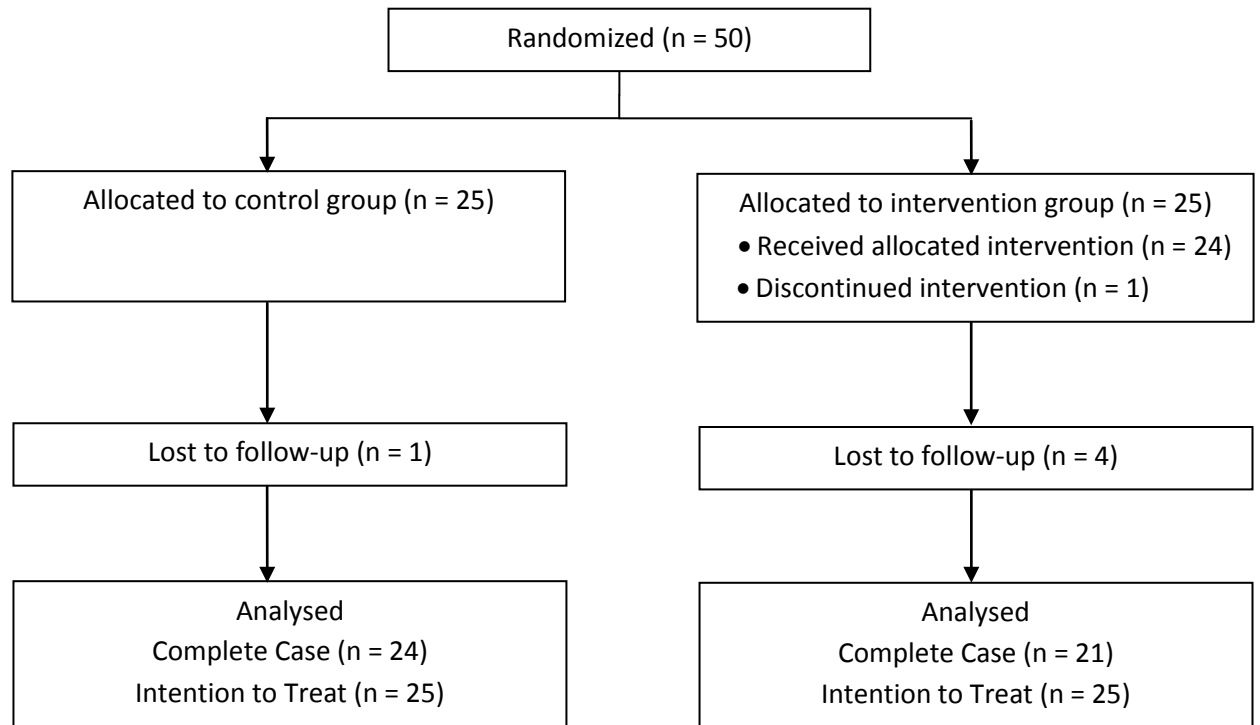 Randomized (n = 50)
Allocated to control group (n = 25)
Allocated to intervention group (n = 25)
• Received allocated intervention (n = 24)
• Discontinued intervention (n = 1)
Lost to follow-up (n = 1)
Lost to follow-up (n = 4)
Analysed
Complete Case (n = 24)
Intention to Treat (n = 25)
Analysed
Complete Case (n = 21)
Intention to Treat (n = 25)